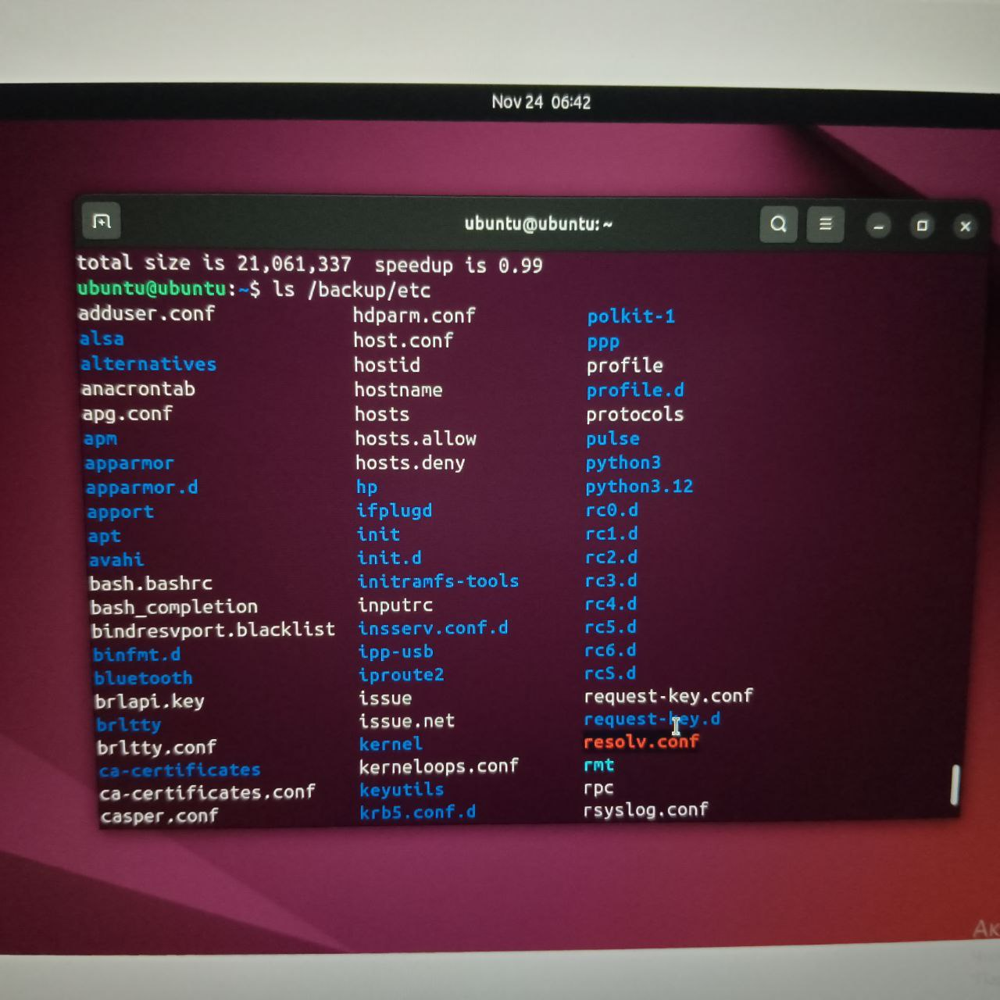 Nov 24 06:42
ubuntu@ubuntu: ~
total size is 21,061,337  speedup is 0.99
ubuntu@ubuntu:~$ ls /backup/etc
adduser.conf hdparm.conf polkit-1
alsa host.conf ppp
alternatives hostid profile
anacrontab hostname profile.d
apg.conf hosts protocols
apm hosts.allow pulse
apparmor hosts.deny python3
apparmor.d hp python3.12
apport ifplugd rc0.d
apt init rc1.d
avahi init.d rc2.d
bash.bashrc initramfs-tools rc3.d
bash_completion inputrc rc4.d
bindresvport.blacklist insserv.conf.d rc5.d
binfmt.d ipp-usb rc6.d
bluetooth iproute2 rcS.d
brlapi.key issue request-key.conf
brltty issue.net request-key.d
brltty.conf kernel resolv.conf
ca-certificates kerneloops.conf rmt
ca-certificates.conf keyutils rpc
casper.conf krb5.conf.d rsyslog.conf